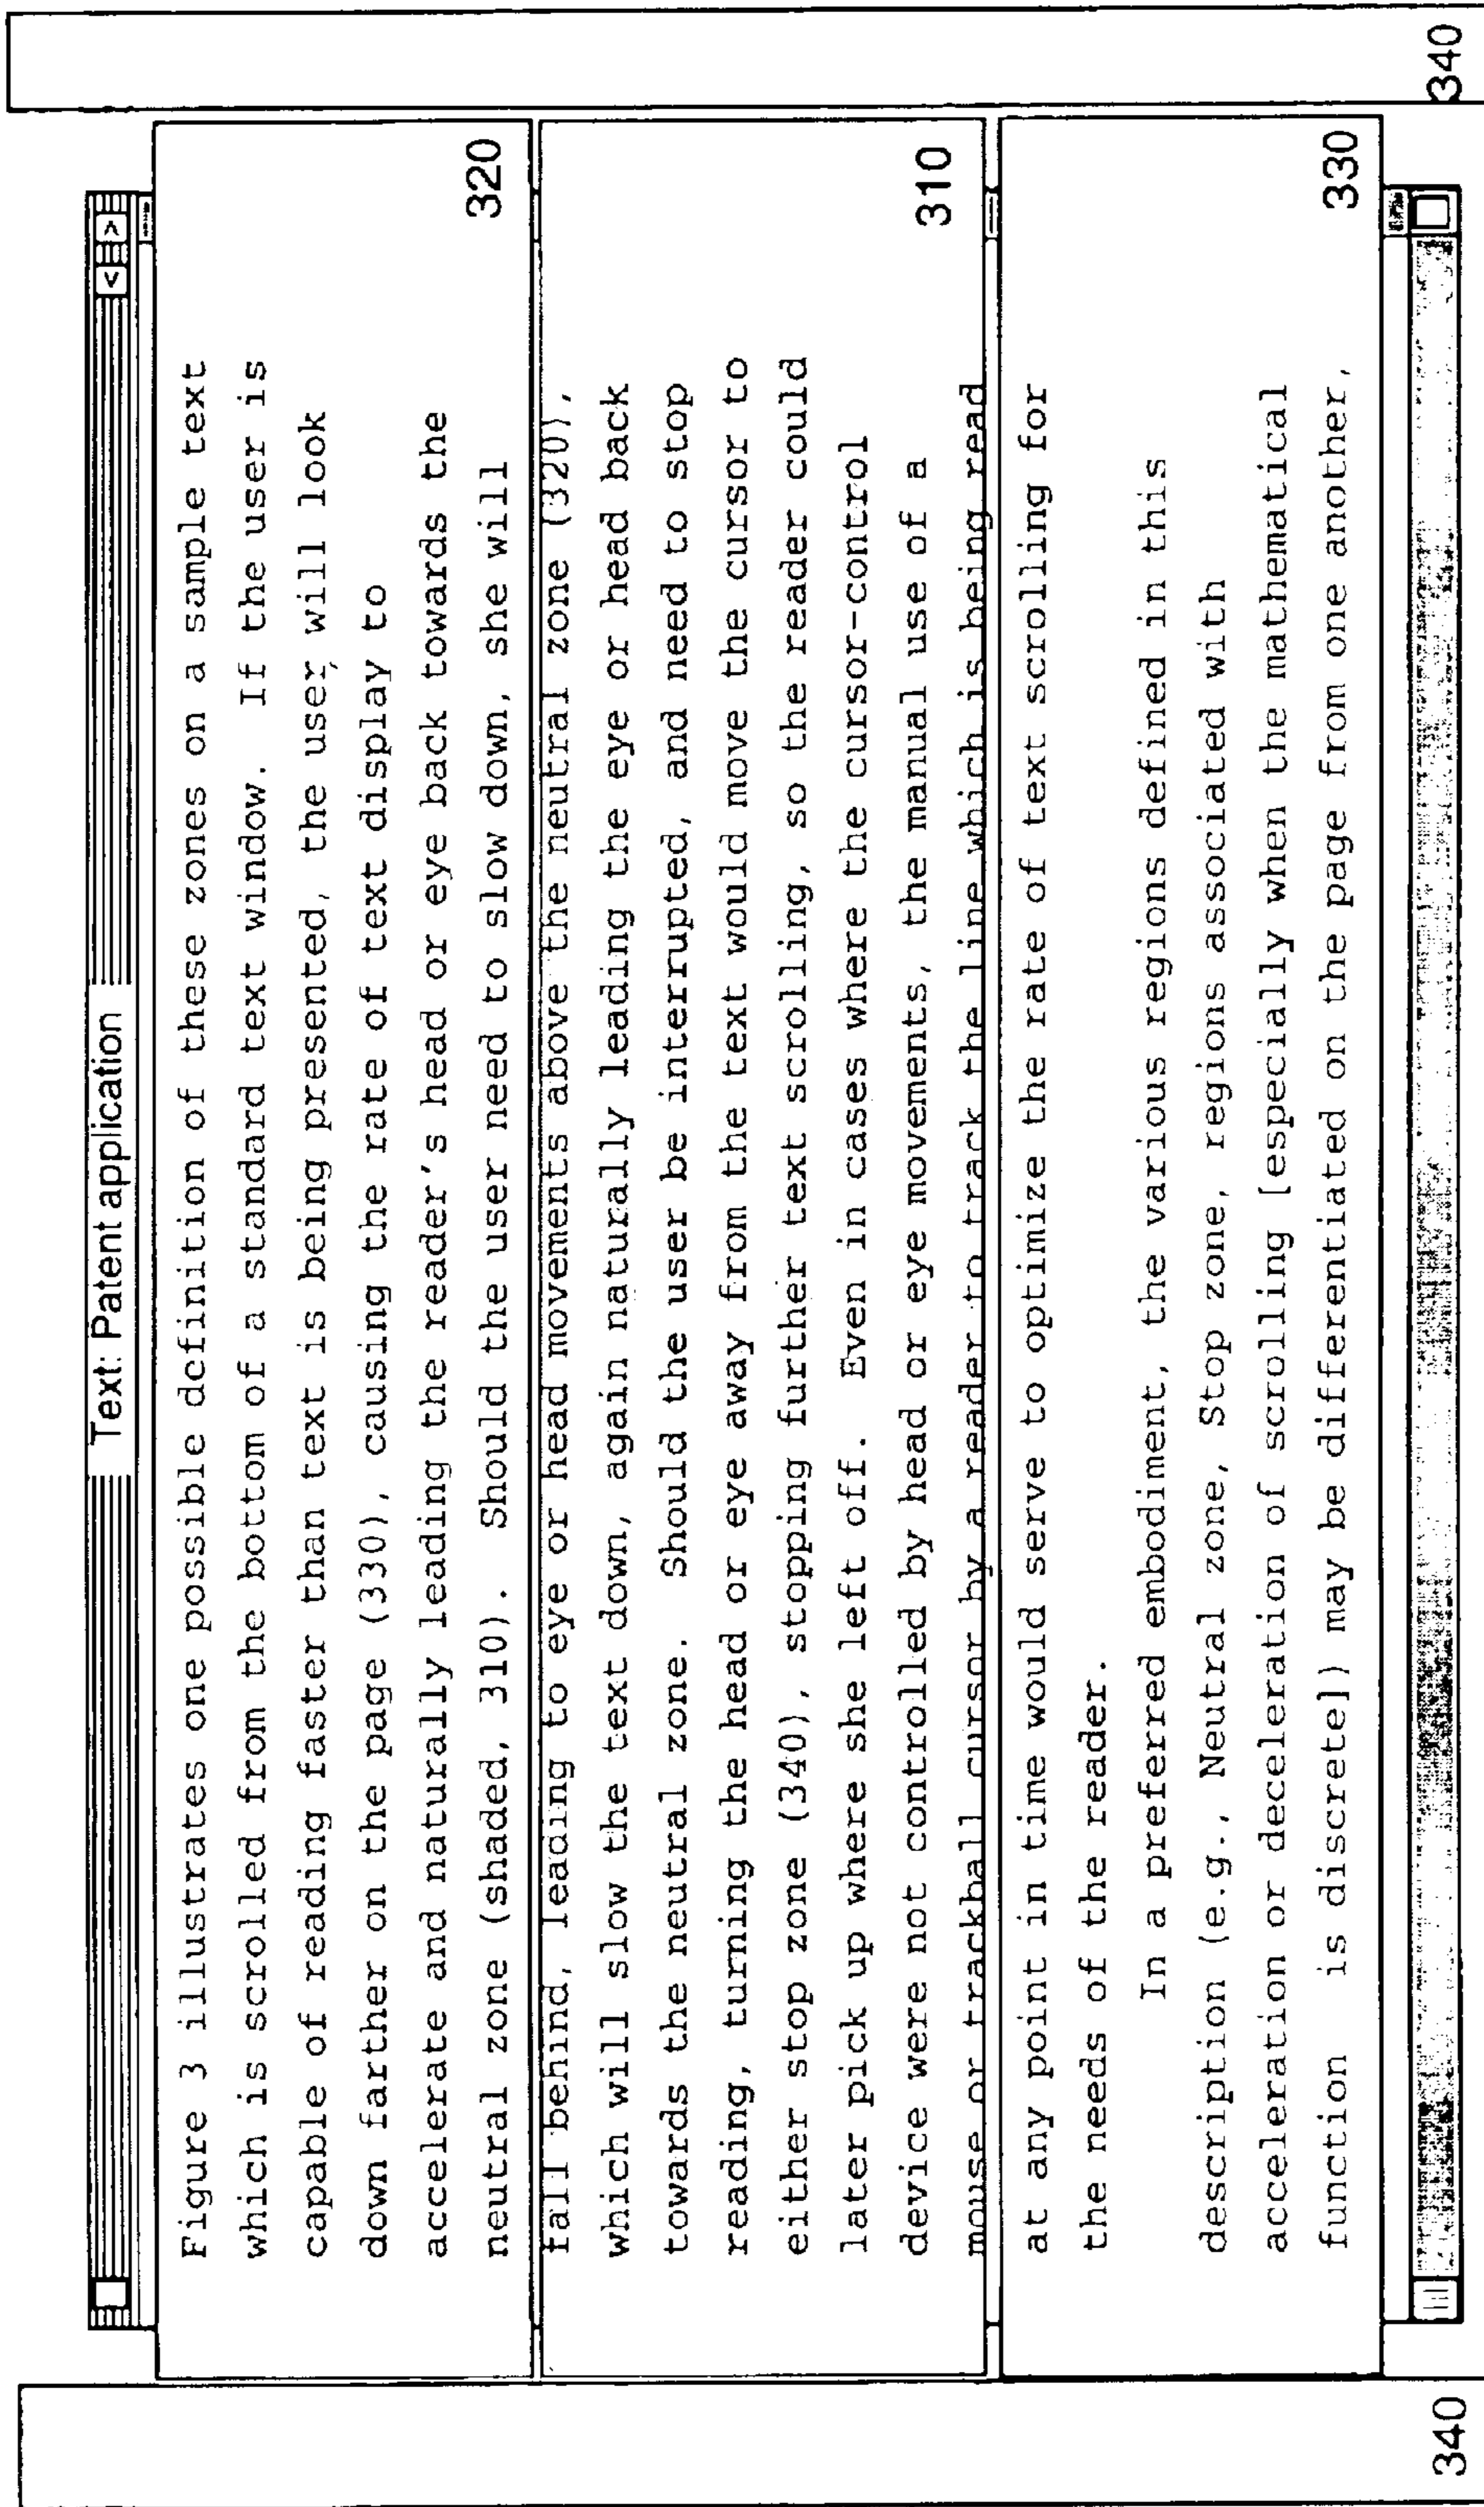 Text: Patent application
Figure 3 illustrates one possible definition of these zones on a sample text
which is scrolled from the bottom of a standard text window. If the user is
capable of reading faster than text is being presented, the user, will look
down farther on the page (330), causing the rate of text display to
accelerate and naturally leading the reader's head or eye back towards the
neutral zone (shaded, 310). Should the user need to slow down, she will
320
fall behind, leading to eye or head movements above the neutral zone (320),
which will slow the text down, again naturally leading the eye or head back
towards the neutral zone. Should the user be interrupted, and need to stop
reading, turning the head or eye away from the text would move the cursor to
either stop zone (340), stopping further text scrolling, so the reader could
later pick up where she left off. Even in cases where the cursor-control
device were not controlled by head or eye movements, the manual use of a
310
mouse or trackball cursor by a reader to track the line which is being read
at any point in time would serve to optimize the rate of text scrolling for
the needs of the reader.
In a preferred embodiment, the various regions defined in this
description (e.g., Neutral zone, Stop zone, regions associated with
acceleration or deceleration of scrolling [especially when the mathematical
function is discrete]) may be differentiated on the page from one another,
330
340
340